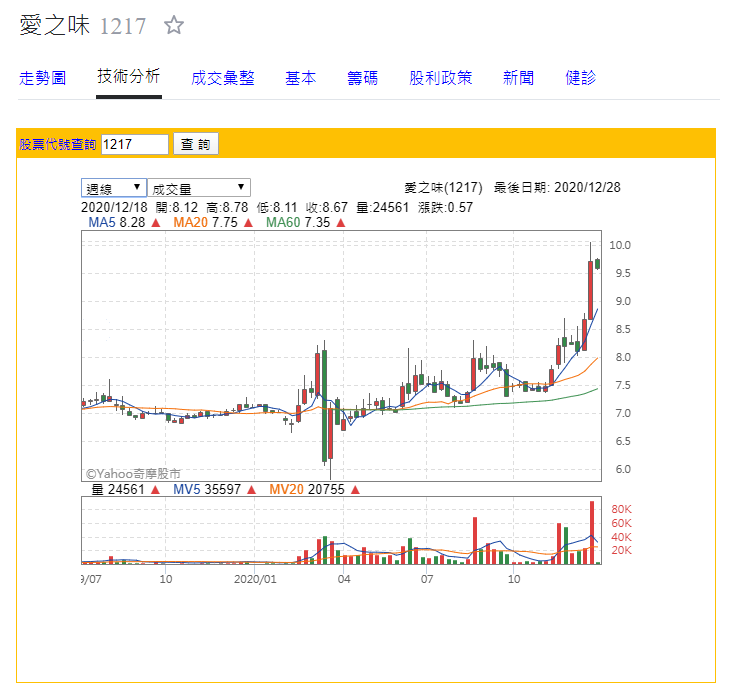 愛之味 1217 ☆
走勢圖 技術分析 成交彙整 基本 籌碼 股利政策 新聞 健診
股票代號查詢 1217 查 詢
週線 ▼ 成交量 ▼ 愛之味(1217) 最後日期: 2020/12/28
2020/12/18 開:8.12 高:8.78 低:8.11 收:8.67 量:24561 漲跌:0.57
MA5 8.28 ▲ MA20 7.75 ▲ MA60 7.35 ▲
10.0
9.5
9.0
8.5
8.0
7.5
7.0
6.5
6.0
©Yahoo奇摩股市
量 24561 ▲ MV5 35597 ▲ MV20 20755 ▲
80K
60K
40K
20K
9/07 10 2020/01 04 07 10